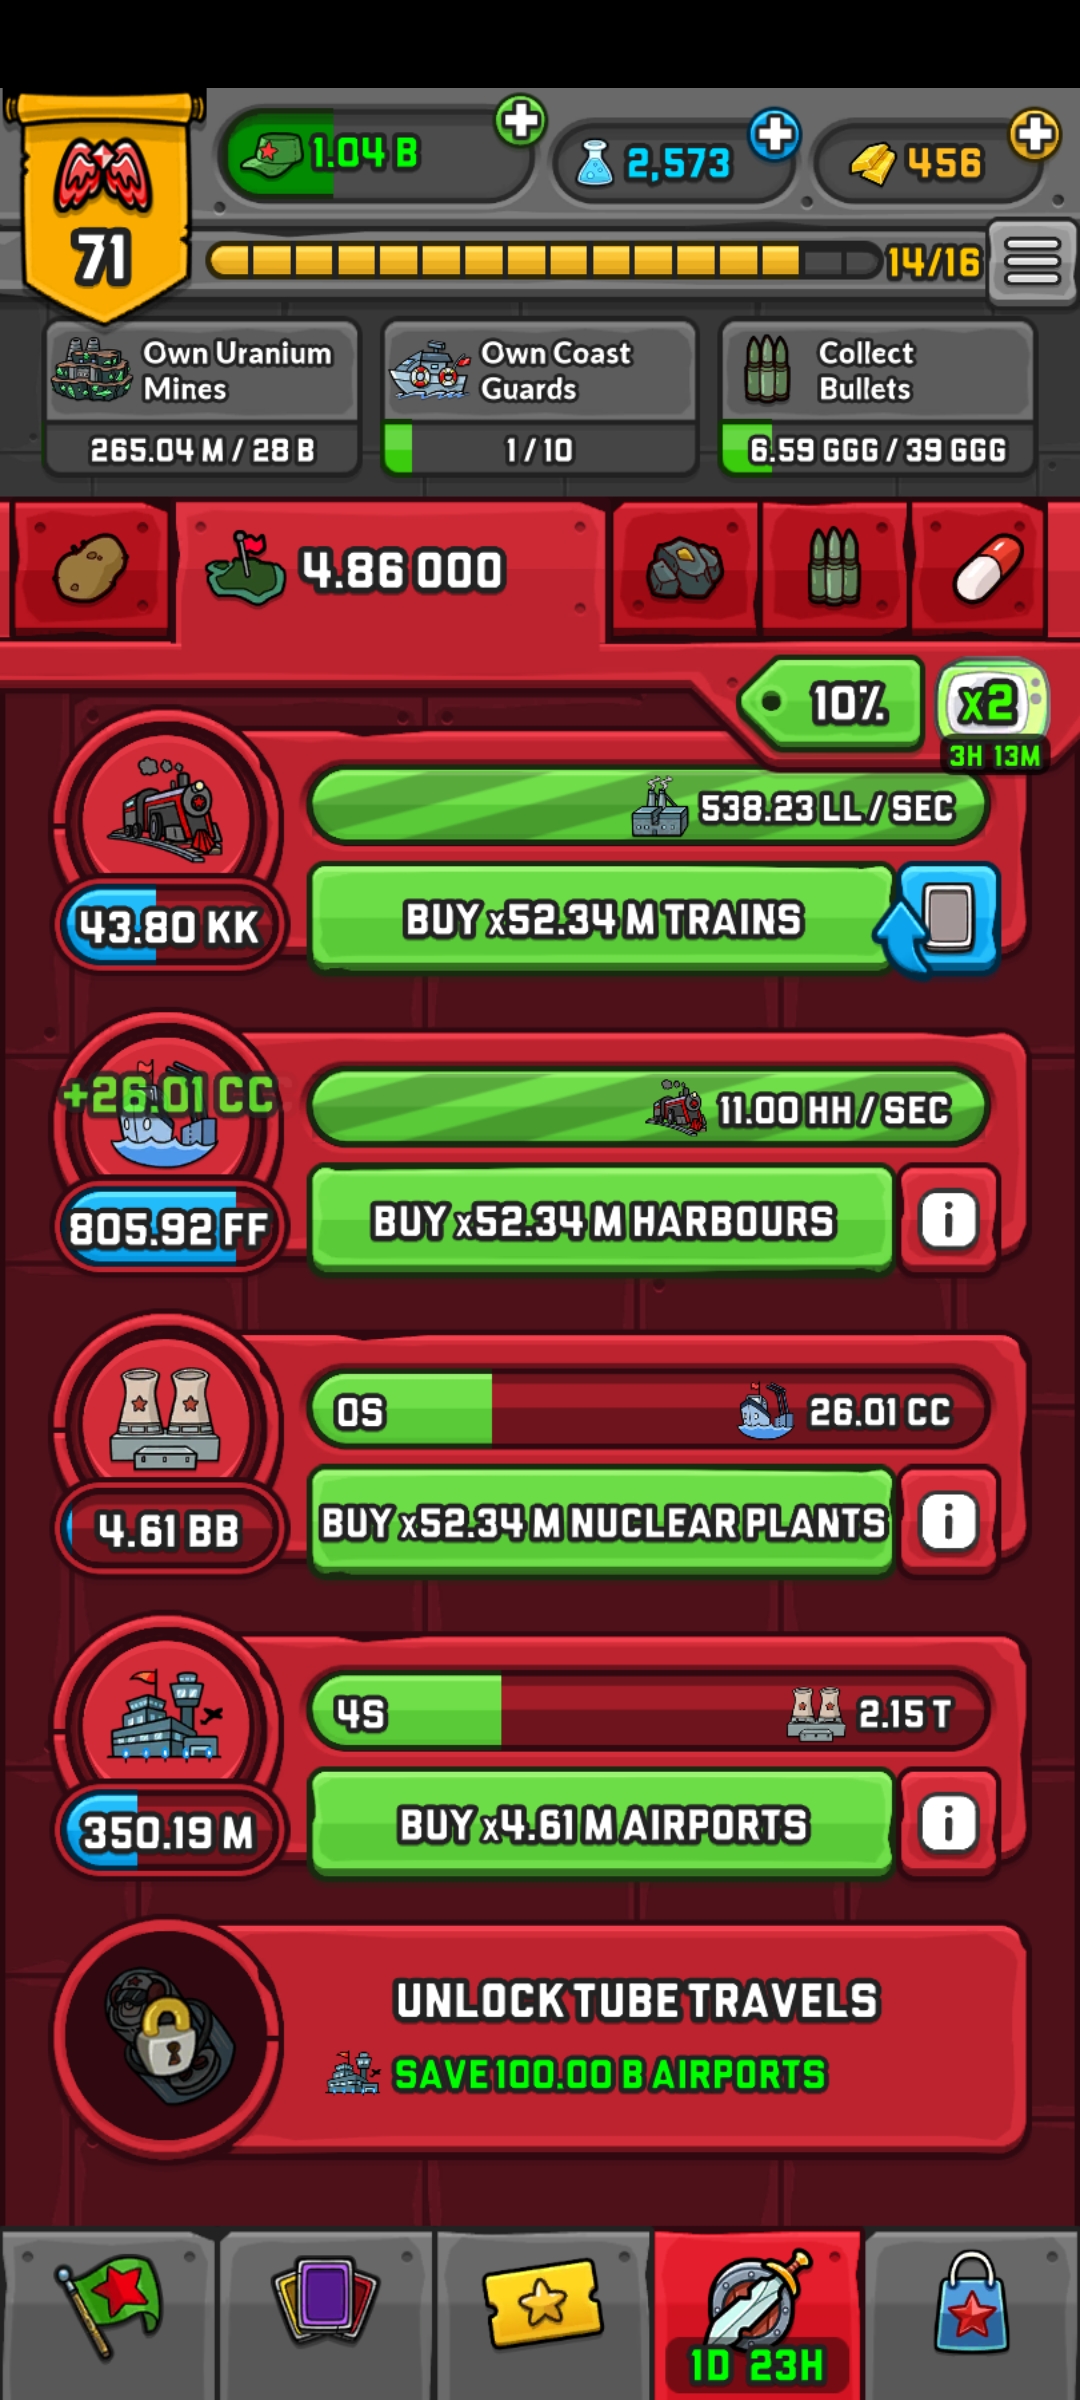 71
1.04 B
2,573
456
14/16
Own Uranium
Mines
265.04 M / 28 B
Own Coast
Guards
1 / 10
Collect
Bullets
6.59 GGG / 39 GGG
4.86 OOO
10%
x2
3H 13M
538.23 LL / SEC
43.80 KK
BUY x52.34 M TRAINS
+26.01 CC
11.00 HH / SEC
805.92 FF
BUY x52.34 M HARBOURS
0S
26.01 CC
4.61 BB
BUY x52.34 M NUCLEAR PLANTS
4S
2.15 T
350.19 M
BUY x4.61 M AIRPORTS
UNLOCK TUBE TRAVELS
SAVE 100.00 B AIRPORTS
1D 23H